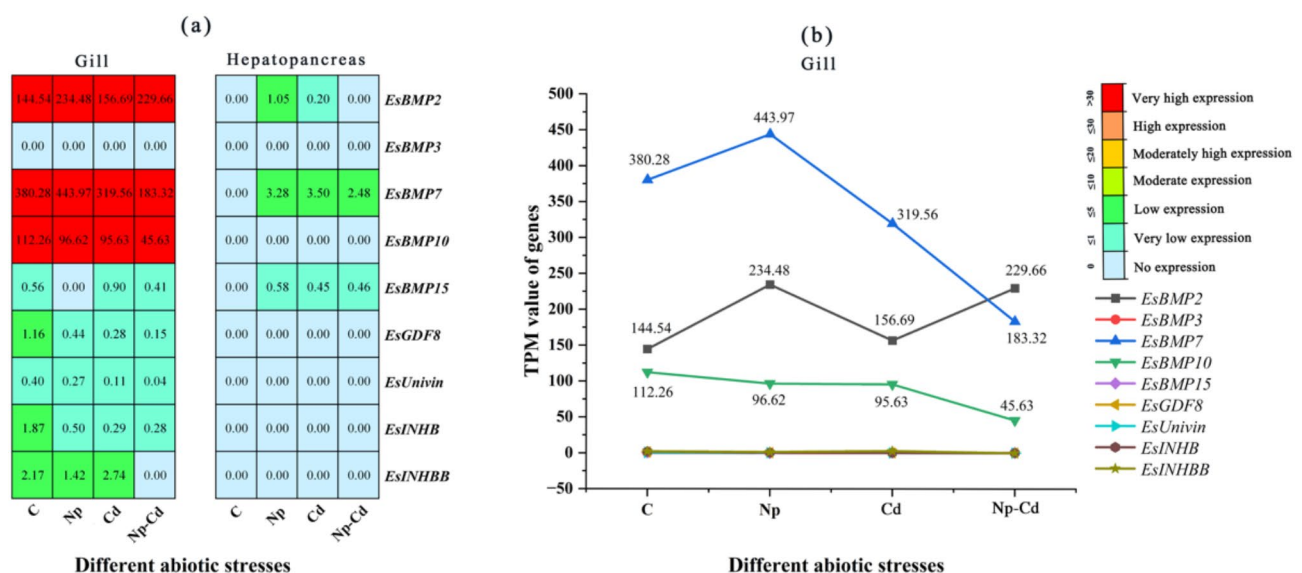 (a)
Gill Hepatopancreas
144.54 234.48 156.69 229.66 0.00 1.05 0.20 0.00 EsBMP2
0.00 0.00 0.00 0.00 0.00 0.00 0.00 0.00 EsBMP3
380.28 443.97 319.56 183.32 0.00 3.28 3.50 2.48 EsBMP7
112.26 96.62 95.63 45.63 0.00 0.00 0.00 0.00 EsBMP10
0.56 0.00 0.90 0.41 0.00 0.58 0.45 0.46 EsBMP15
1.16 0.44 0.28 0.15 0.00 0.00 0.00 0.00 EsGDF8
0.40 0.27 0.11 0.04 0.00 0.00 0.00 0.00 EsUnivin
1.87 0.50 0.29 0.28 0.00 0.00 0.00 0.00 EsINHB
2.17 1.42 2.74 0.00 0.00 0.00 0.00 0.00 EsINHBB
C Np Cd Np-Cd C Np Cd Np-Cd
Different abiotic stresses
(b)
Gill
TPM value of genes
500
450
400
350
300
250
200
150
100
50
0
−50
380.28 443.97 319.56 183.32
144.54 234.48 156.69 229.66
112.26 96.62 95.63 45.63
C Np Cd Np-Cd
Different abiotic stresses
>30 Very high expression
≤30 High expression
≤20 Moderately high expression
≤10 Moderate expression
≤5 Low expression
≤1 Very low expression
0 No expression
EsBMP2
EsBMP3
EsBMP7
EsBMP10
EsBMP15
EsGDF8
EsUnivin
EsINHB
EsINHBB